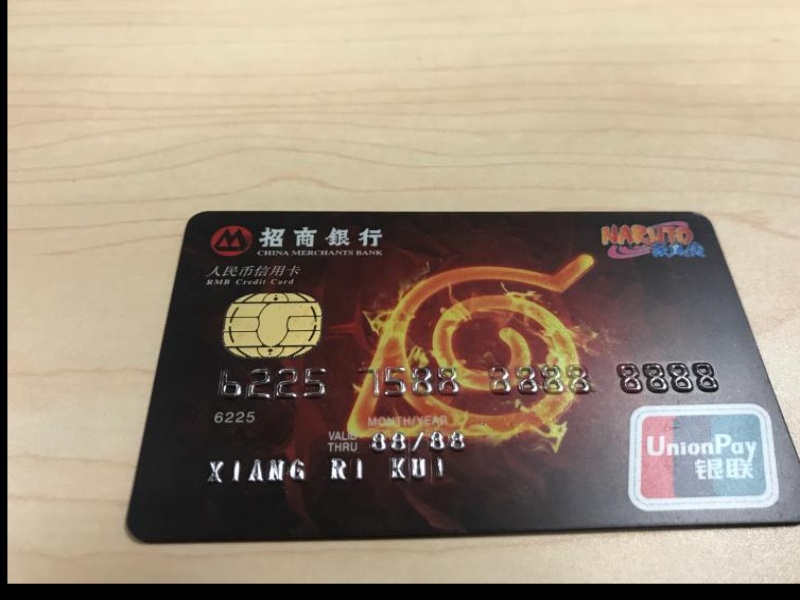 招商銀行
CHINA MERCHANTS BANK
NARUTO
人民币信用卡
RMB Credit Card
6225 7588 8888 8888
6225
MONTH/YEAR
VALID THRU 88/88
XIANG RI KUI
UnionPay
银联